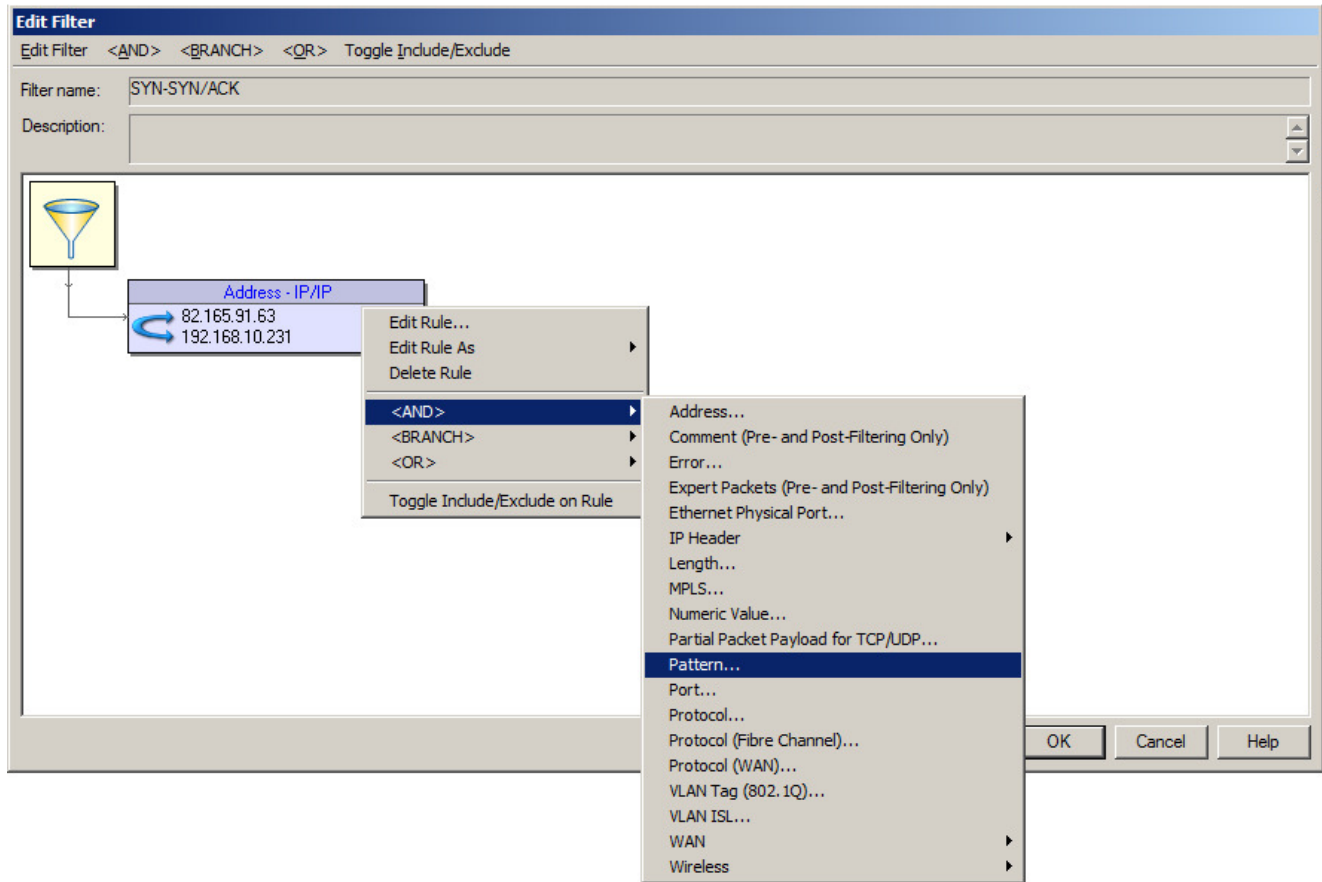 Edit Filter
Edit Filter <AND> <BRANCH> <OR> Toggle Include/Exclude
Filter name: SYN-SYN/ACK
Description:
Address - IP/IP
82.165.91.63
192.168.10.231
Edit Rule...
Edit Rule As
Delete Rule
<AND>
<BRANCH>
<OR>
Toggle Include/Exclude on Rule
Address...
Comment (Pre- and Post-Filtering Only)
Error...
Expert Packets (Pre- and Post-Filtering Only)
Ethernet Physical Port...
IP Header
Length...
MPLS...
Numeric Value...
Partial Packet Payload for TCP/UDP...
Pattern...
Port...
Protocol...
Protocol (Fibre Channel)...
Protocol (WAN)...
VLAN Tag (802.1Q)...
VLAN ISL...
WAN
Wireless
OK Cancel Help